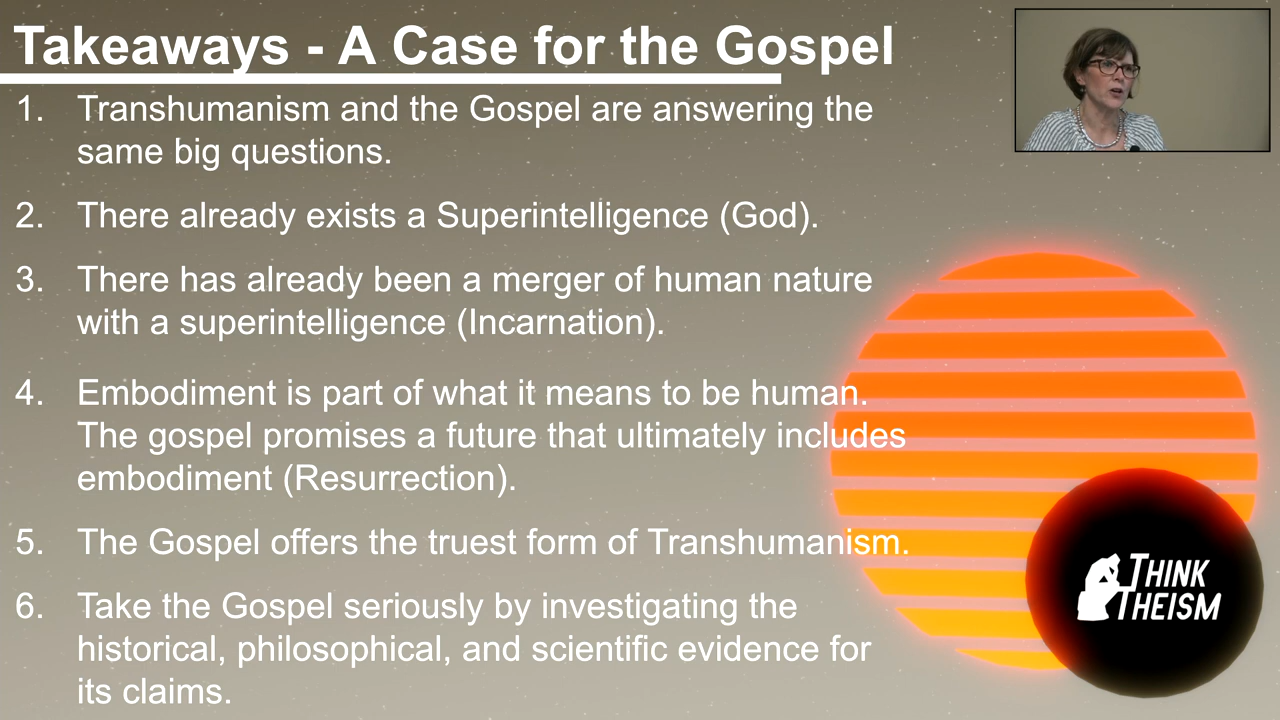 Takeaways - A Case for the Gospel
1. Transhumanism and the Gospel are answering the
same big questions.
2. There already exists a Superintelligence (God).
3. There has already been a merger of human nature
with a superintelligence (Incarnation).
4. Embodiment is part of what it means to be human.
The gospel promises a future that ultimately includes
embodiment (Resurrection).
5. The Gospel offers the truest form of Transhumanism.
6. Take the Gospel seriously by investigating the
historical, philosophical, and scientific evidence for
its claims.
THINK
THEISM